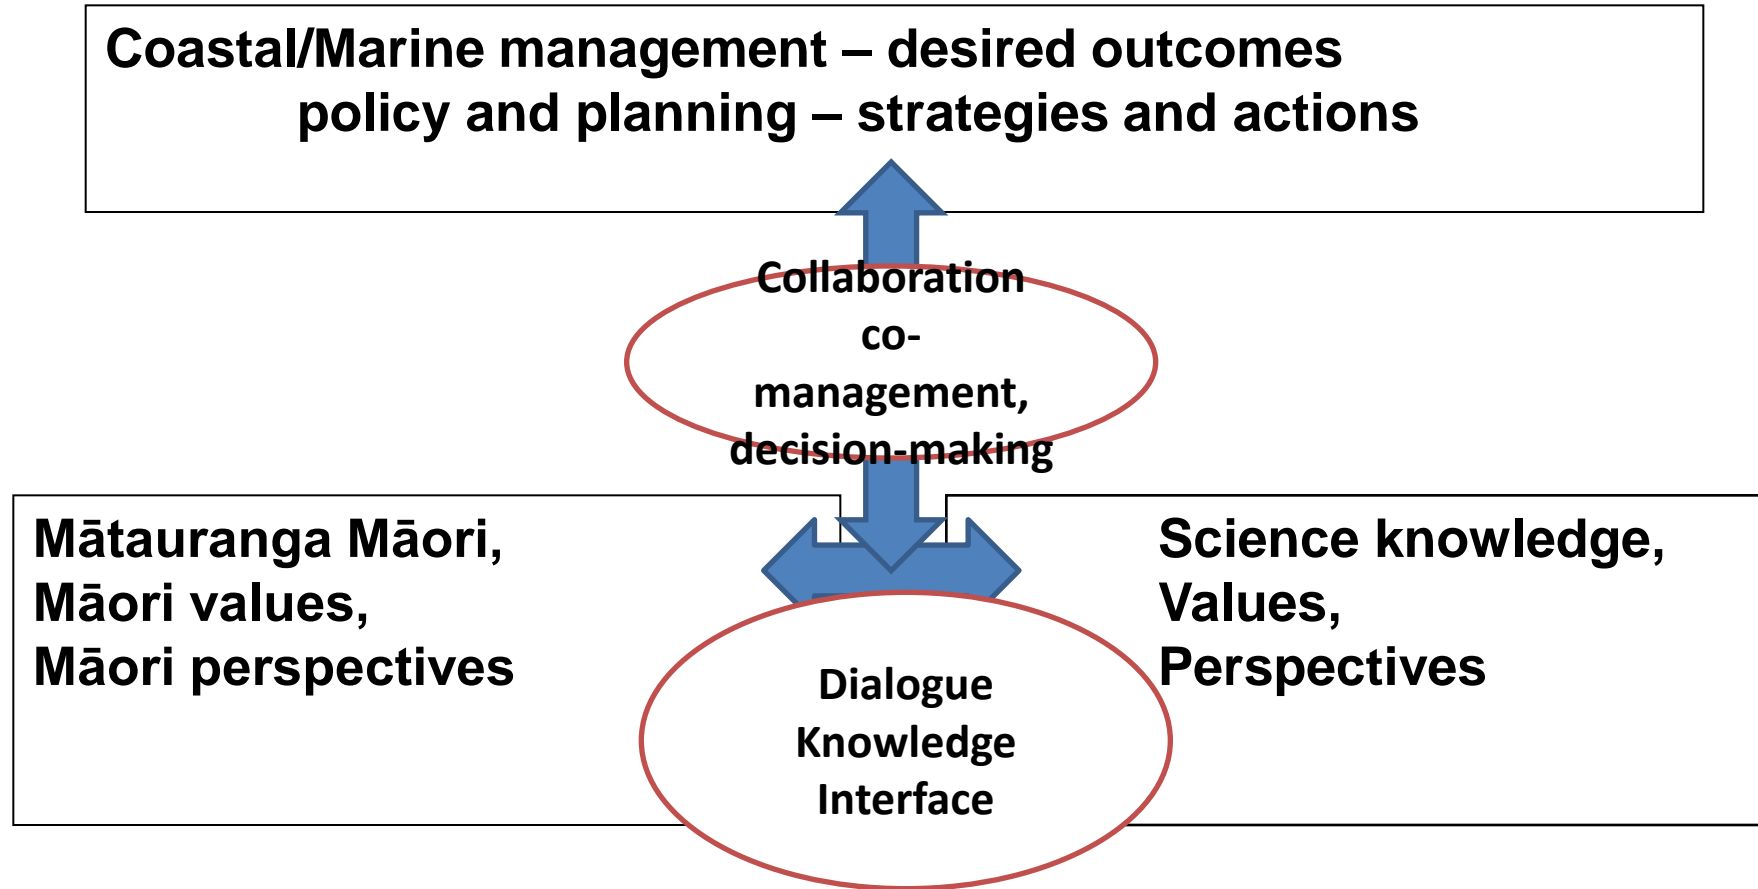 Coastal/Marine management – desired outcomes
policy and planning – strategies and actions
Collaboration
co-
management,
decision-making
Mātauranga Māori,
Māori values,
Māori perspectives
Science knowledge,
Values,
Perspectives
Dialogue
Knowledge
Interface